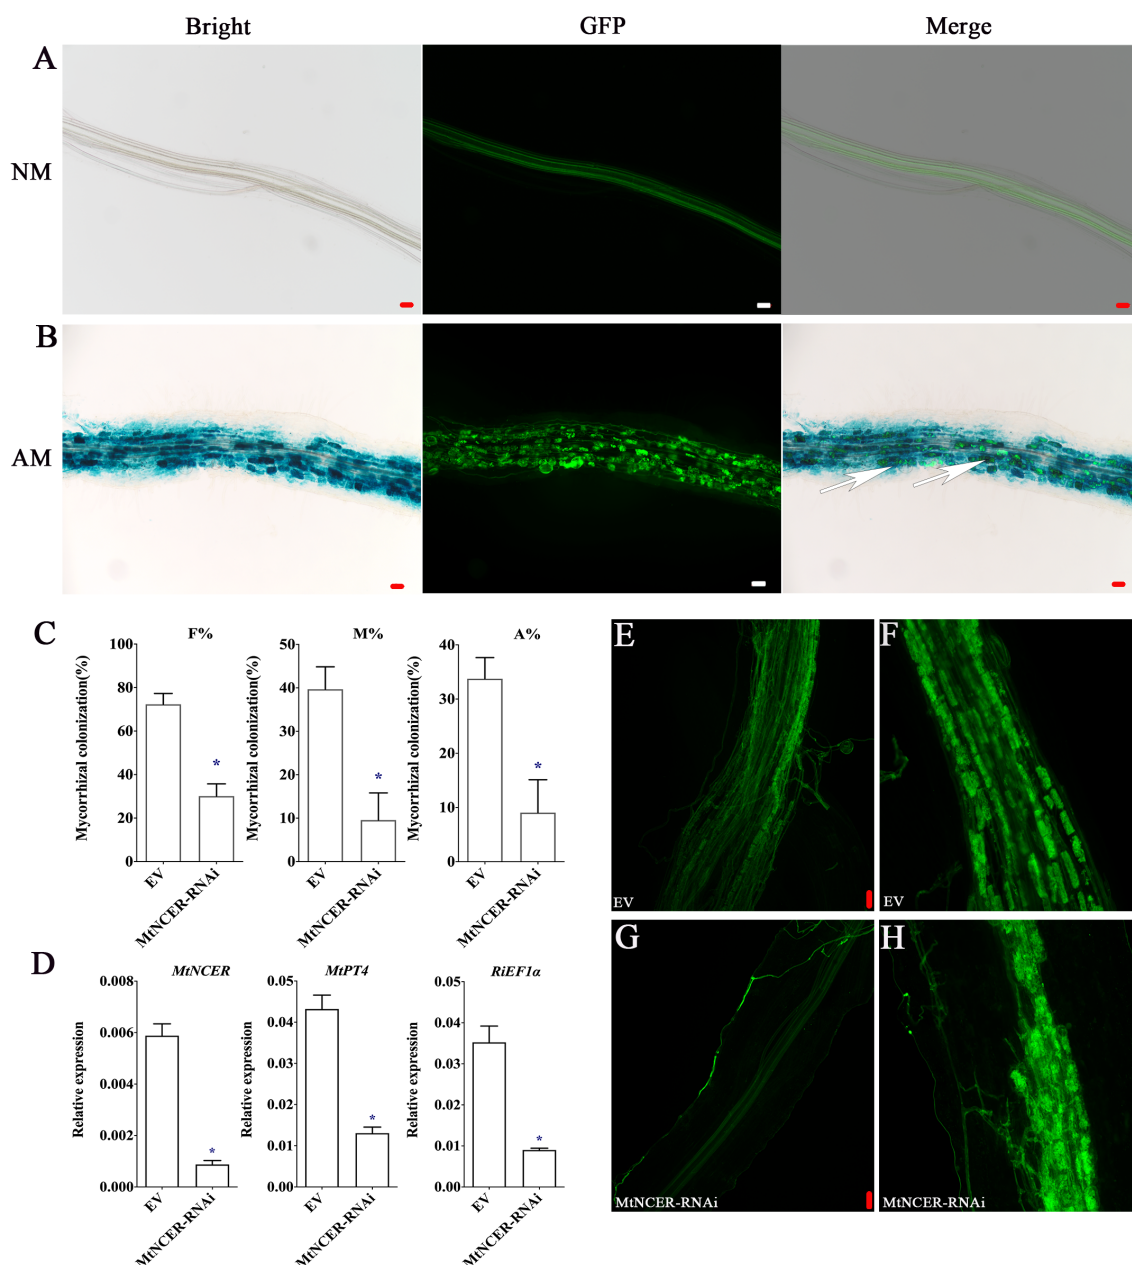 Bright GFP Merge
A
NM
B
AM
C F% M% A%
Mycorrhizal colonization(%)
100
80
60
40
20
0
EV
MtNCER-RNAi
Mycorrhizal colonization(%)
50
40
30
20
10
0
EV
MtNCER-RNAi
Mycorrhizal colonization(%)
40
30
20
10
0
EV
MtNCER-RNAi
*
*
*
D MtNCER MtPT4 RiEF1α
Relative expression
0.008
0.006
0.004
0.002
0.000
EV
MtNCER-RNAi
Relative expression
0.05
0.04
0.03
0.02
0.01
0.00
EV
MtNCER-RNAi
Relative expression
0.05
0.04
0.03
0.02
0.01
0.00
EV
MtNCER-RNAi
*
*
*
E
EV
F
EV
G
MtNCER-RNAi
H
MtNCER-RNAi